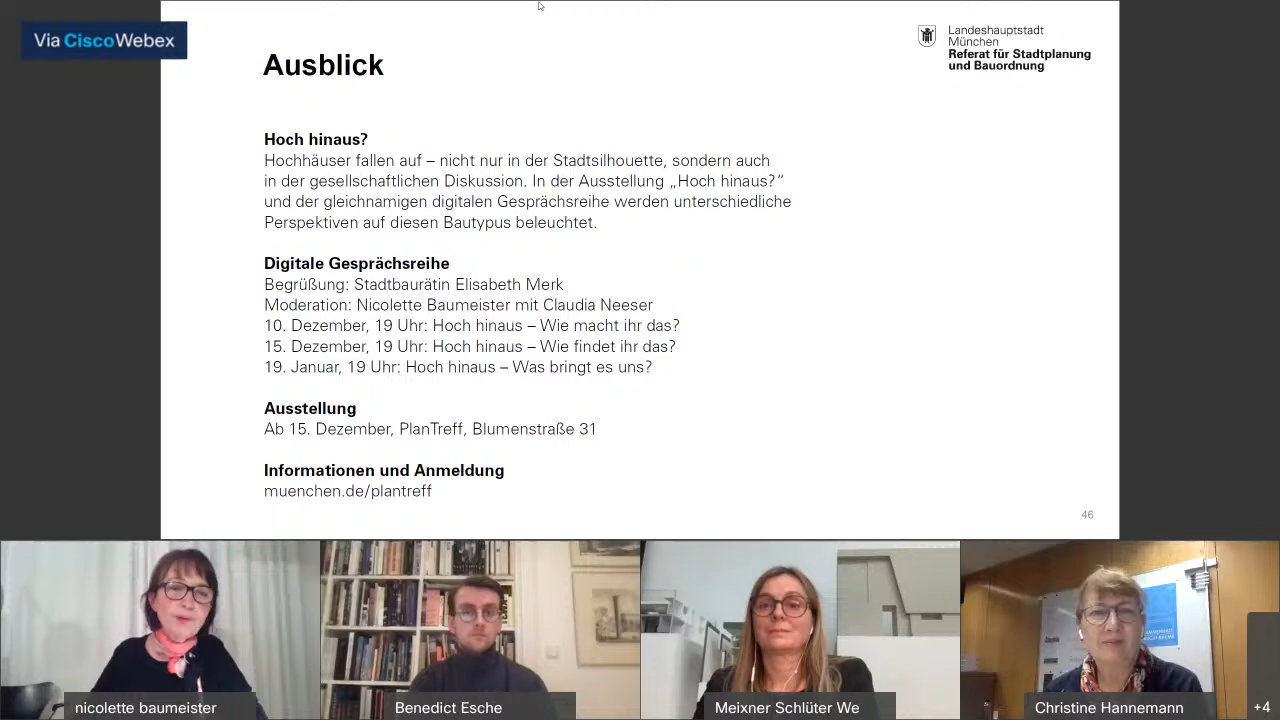 Via Cisco Webex
Landeshauptstadt
München
Referat für Stadtplanung
und Bauordnung
Ausblick
Hoch hinaus?
Hochhäuser fallen auf – nicht nur in der Stadtsilhouette, sondern auch
in der gesellschaftlichen Diskussion. In der Ausstellung „Hoch hinaus?“
und der gleichnamigen digitalen Gesprächsreihe werden unterschiedliche
Perspektiven auf diesen Bautypus beleuchtet.
Digitale Gesprächsreihe
Begrüßung: Stadtbaurätin Elisabeth Merk
Moderation: Nicolette Baumeister mit Claudia Neeser
10. Dezember, 19 Uhr: Hoch hinaus – Wie macht ihr das?
15. Dezember, 19 Uhr: Hoch hinaus – Wie findet ihr das?
19. Januar, 19 Uhr: Hoch hinaus – Was bringt es uns?
Ausstellung
Ab 15. Dezember, PlanTreff, Blumenstraße 31
Informationen und Anmeldung
muenchen.de/plantreff
46
nicolette baumeister
Benedict Esche
Meixner Schlüter We
Christine Hannemann
+4